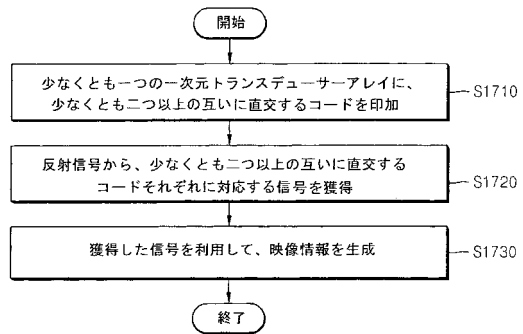 開始
少なくとも一つの一次元トランスデューサーアレイに、
少なくとも二つ以上の互いに直交するコードを印加
S1710
反射信号から、少なくとも二つ以上の互いに直交する
コードそれぞれに対応する信号を獲得
S1720
獲得した信号を利用して、映像情報を生成
S1730
終了